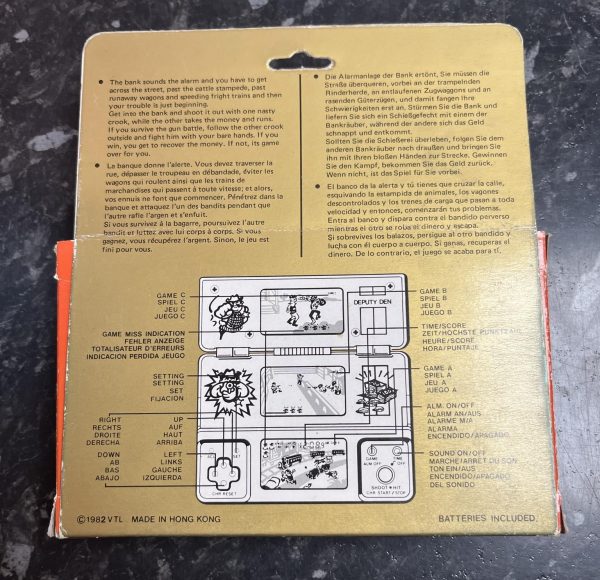 • The bank sounds the alarm and you have to get
across the street, past the cattle stampede, past
runaway wagons and speeding fright trains and then
your trouble is just beginning.
Get into the bank and shoot it out with one nasty
crook, while the other takes the money and runs.
If you survive the gun battle, follow the other crook
outside and fight him with your bare hands. If you
win, you get to recover the money. If not, its game
over for you.
• La banque donne l'alerte. Vous devez traverser la
rue, dépasser le troupeau en débandade, éviter les
wagons qui roulent ainsi que les trains de
marchandises qui passent à toute vitesse; et alors,
vos ennuis ne font que commencer. Pénétrez dans la
banque et attaquez l'un des bandits pendant que
l'autre rafle l'argen et s'enfuit.
Si vous survivez á la bagarre, poursuivez l'autre
bandit er luttez avec lui corps à corps. Si vous
gagnez, vous récupérez l'argent. Sinon, le jeu est
fini pour vous.
• Die Alarmanlage der Bank ertönt, Sie müssen die
Straße überqueren, vorbei an der trampelnden
Rinderherde, an entlaufenen Zugwaggons und an
rasenden Güterzügen, und damit fangen Ihre
Schwierigkeiten erst an. Stürmen Sie die Bank und
liefern Sie sich ein Schießgefecht mit einem der
Bankräuber, während der andere sich das Geld
schnappt und entkommt.
Sollten Sie die Schießerei überleben, folgen Sie dem
anderen Bankräuber nach draußen und bringen Sie
ihn mit Ihren bloßen Händen zur Strecke. Gewinnen
Sie den Kampf, bekommen Sie das Geld zurück.
Wenn nicht, ist das Spiel für Sie vorbei.
• El banco da la alerta y tú tienes que cruzar la calle,
esquivando la estampida de animales, los vagones
descontrolados y los trenes de carga que pasan a toda
velocidad y entonces, comenzarán tus problemas.
Entra al banco y dispara contra el bandido perverso
mientras el otro se roba el dinero y escapa.
Si sobrevives los balazos, persigue al otro bandido y
lucha con él cuerpo a cuerpo. Si ganas, recuperas el
dinero. De lo contrario, el juego se acaba para tí.
GAME C
SPIEL C
JEU C
JUEGO C
GAME MISS INDICATION
FEHLER ANZEIGE
TOTALISATEUR D'ERREURS
INDICACIÓN PERDIDA JEUGO
SETTING
SETTING
SET
FIJACION
RIGHT
RECHTS
DROITE
DERECHA
UP
AUF
HAUT
ARRIBA
DOWN
AB
BAS
ABAJO
LEFT
LINKS
GAUCHE
IZQUIERDA
DEPUTY DEN
SET
CHR RESET
GAME
ALM OFF
TIME
OFF
SHOOT • HIT
CHR START/STOP
GAME B
SPIEL B
JEU B
JUEGO B
TIME/SCORE
ZEIT/HÖCHSTE PUNKTZAHL
HEURE/SCORE
HORA/PUNTAJE
GAME A
SPIEL A
JEU A
JUEGO A
ALM. ON/OFF
ALARM AN/AUS
ALARME M/A
ALARMA
ENCENDIDO/APAGADO
SOUND ON/OFF
MARCHE/ARRET DU SON
TON EIN/AUS
ENCENDIDO/APAGADO
DEL SONIDO
©1982 VTL MADE IN HONG KONG
BATTERIES INCLUDED.